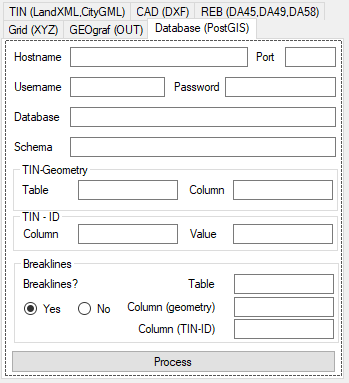 TIN (LandXML,CityGML) CAD (DXF) REB (DA45,DA49,DA58)
Grid (XYZ) GEOgraf (OUT) Database (PostGIS)
Hostname Port
Username Password
Database
Schema
TIN-Geometry
Table Column
TIN - ID
Column Value
Breaklines
Breaklines? Table
Yes No Column (geometry)
Column (TIN-ID)
Process